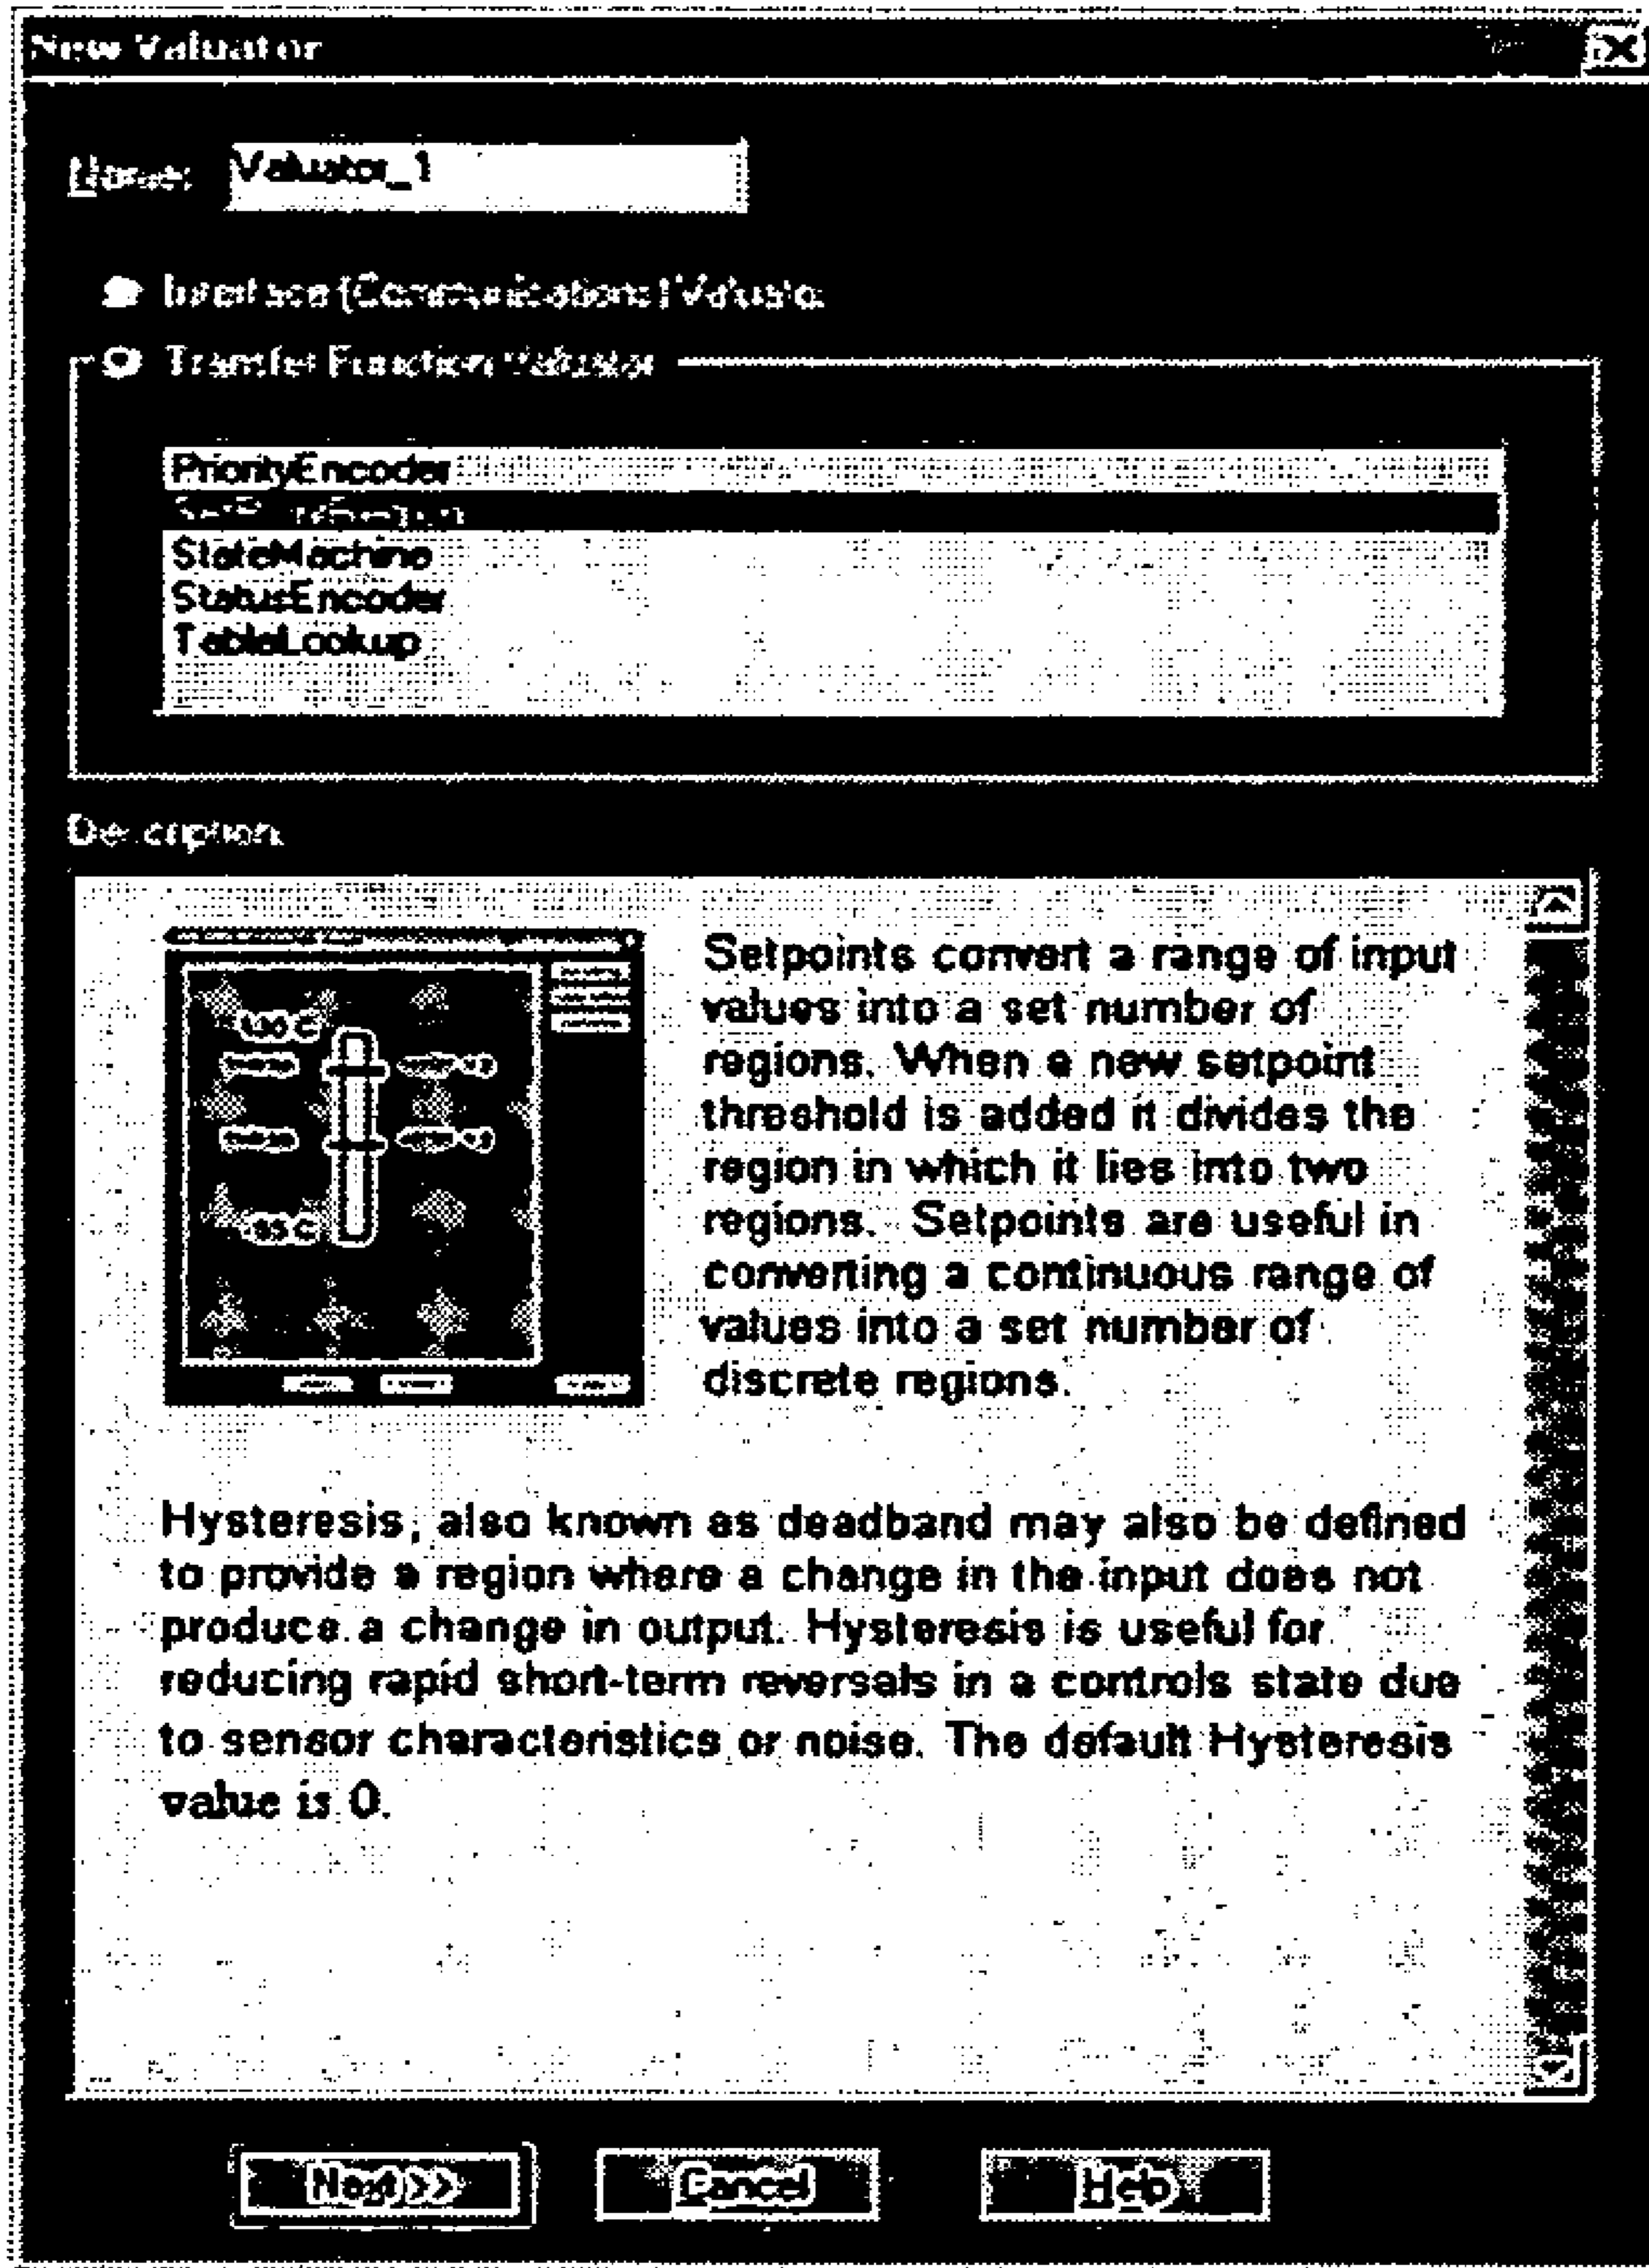 New Valuator
Name: Valuator_1
Interface (Communications) Valuator
Transfer Function Valuator
PriorityEncoder
StateMachine
StatusEncoder
TableLookup
Description
Setpoints convert a range of input
values into a set number of
regions. When a new setpoint
threshold is added it divides the
region in which it lies into two
regions. Setpoints are useful in
converting a continuous range of
values into a set number of
discrete regions.
Hysteresis, also known as deadband may also be defined
to provide a region where a change in the input does not
produce a change in output. Hysteresis is useful for
reducing rapid short-term reversals in a controls state due
to sensor characteristics or noise. The default Hysteresis
value is 0.
Next >>
Cancel
Help